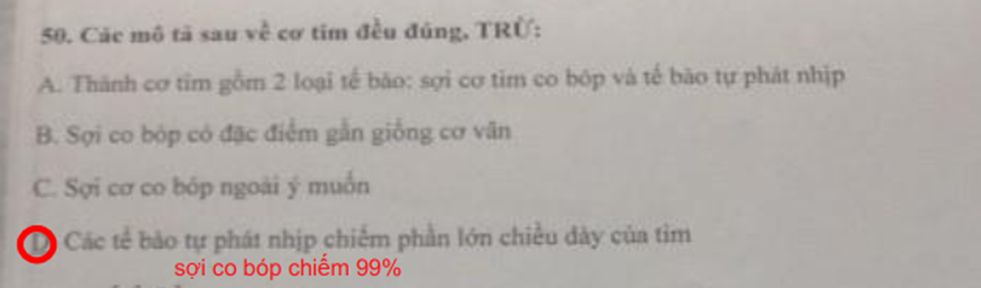 50. Các mô tả sau về cơ tim đều đúng, TRỪ:
A. Thành cơ tim gồm 2 loại tế bào: sợi cơ tim co bóp và tế bào tự phát nhịp
B. Sợi co bóp có đặc điểm gần giống cơ vân
C. Sợi cơ co bóp ngoài ý muốn
D. Các tế bào tự phát nhịp chiếm phần lớn chiều dày của tim
sợi co bóp chiếm 99%